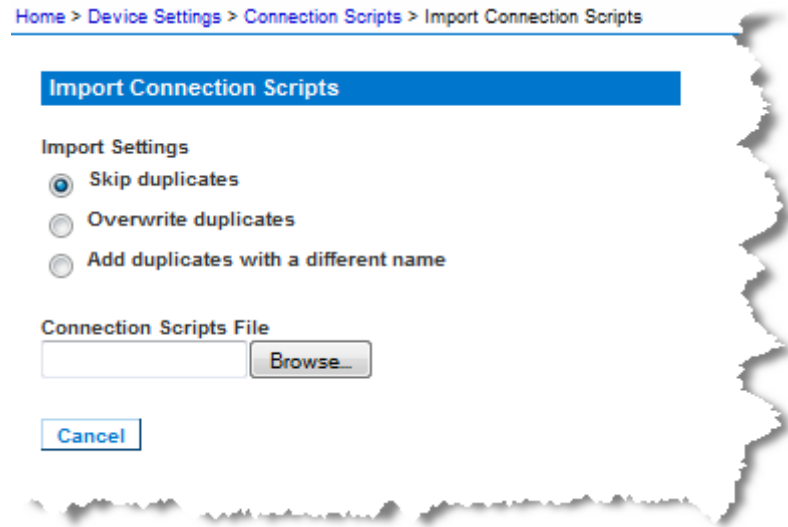 Home > Device Settings > Connection Scripts > Import Connection Scripts
Import Connection Scripts
Import Settings
Skip duplicates
Overwrite duplicates
Add duplicates with a different name
Connection Scripts File
Browse...
Cancel